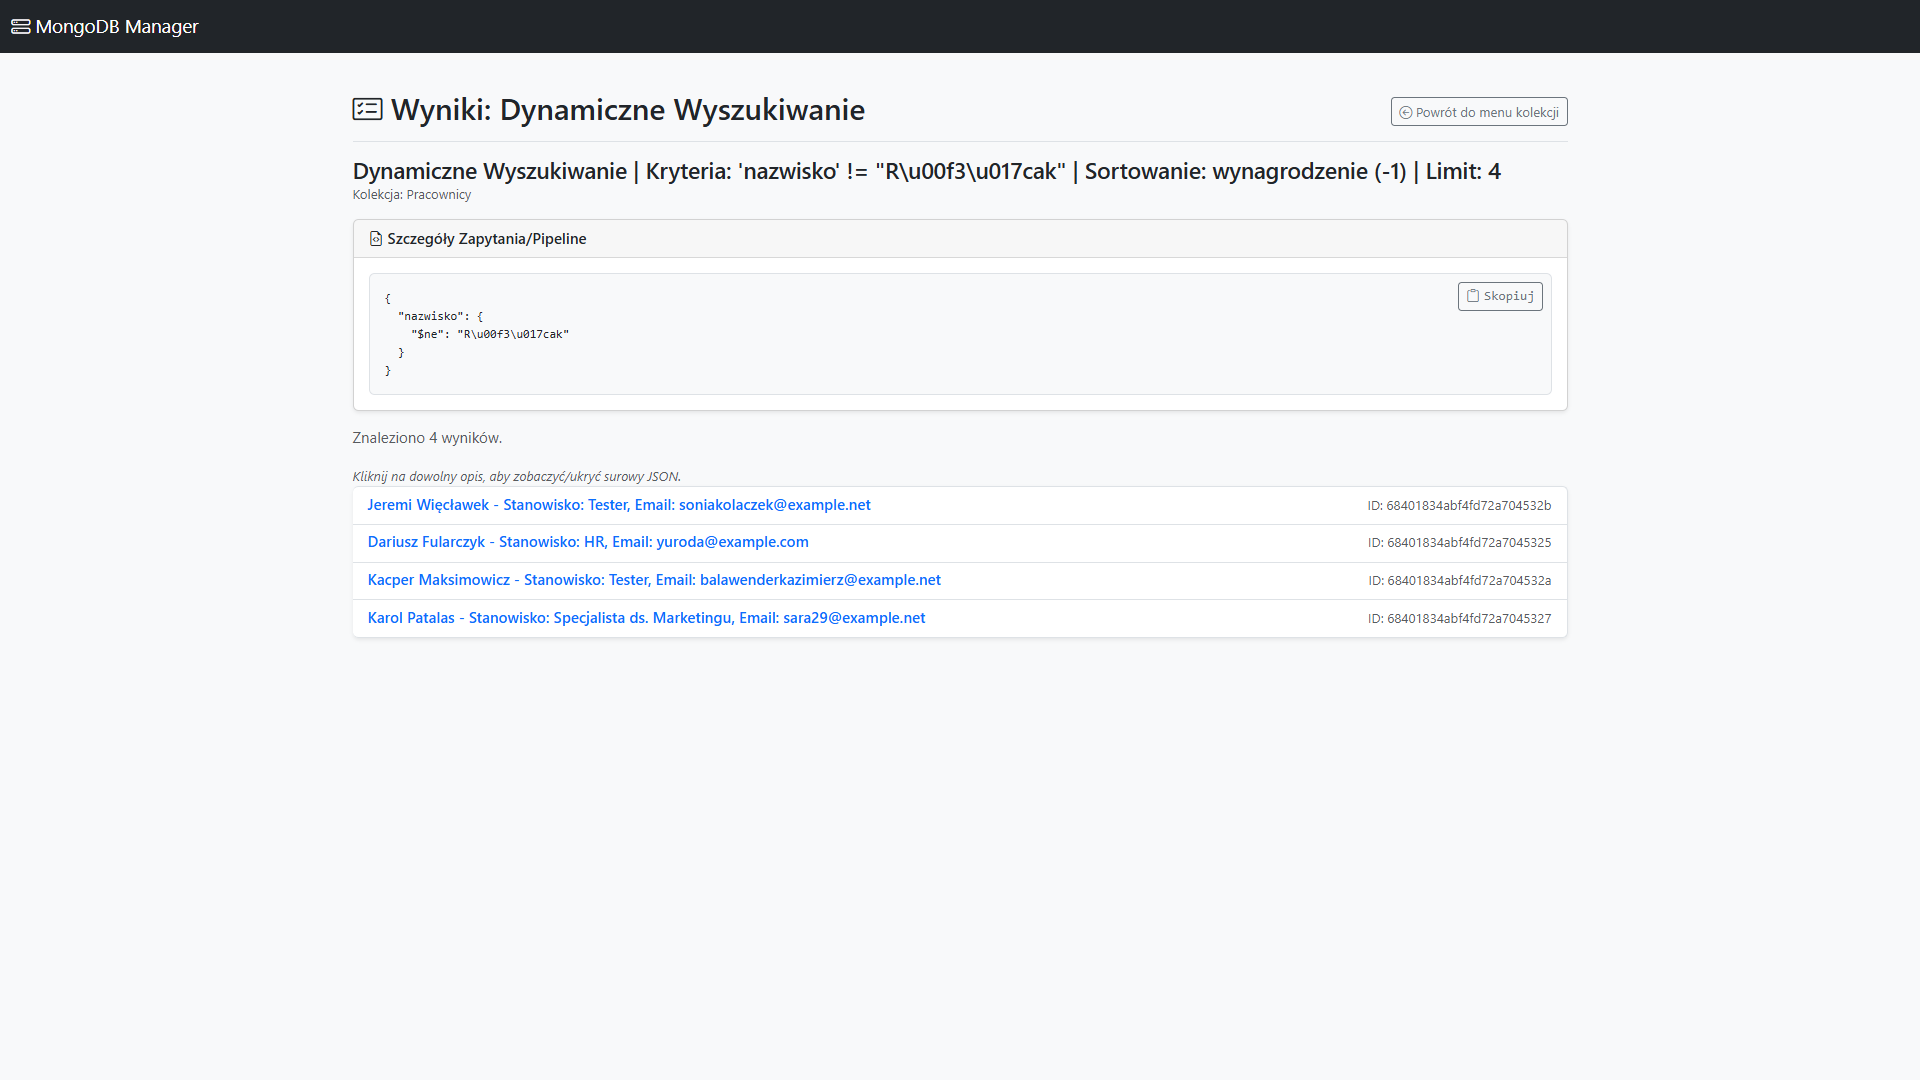 MongoDB Manager
Wyniki: Dynamiczne Wyszukiwanie
Powrót do menu kolekcji
Dynamiczne Wyszukiwanie | Kryteria: 'nazwisko' != "R\u00f3\u017cak" | Sortowanie: wynagrodzenie (-1) | Limit: 4
Kolekcja: Pracownicy
Szczegóły Zapytania/Pipeline
Skopiuj
{
  "nazwisko": {
    "$ne": "R\u00f3\u017cak"
  }
}
Znaleziono 4 wyników.
Kliknij na dowolny opis, aby zobaczyć/ukryć surowy JSON.
Jeremi Więcławek - Stanowisko: Tester, Email: soniakolaczek@example.net ID: 68401834abf4fd72a704532b
Dariusz Fularczyk - Stanowisko: HR, Email: yuroda@example.com ID: 68401834abf4fd72a7045325
Kacper Maksimowicz - Stanowisko: Tester, Email: balawenderkazimierz@example.net ID: 68401834abf4fd72a704532a
Karol Patalas - Stanowisko: Specjalista ds. Marketingu, Email: sara29@example.net ID: 68401834abf4fd72a7045327